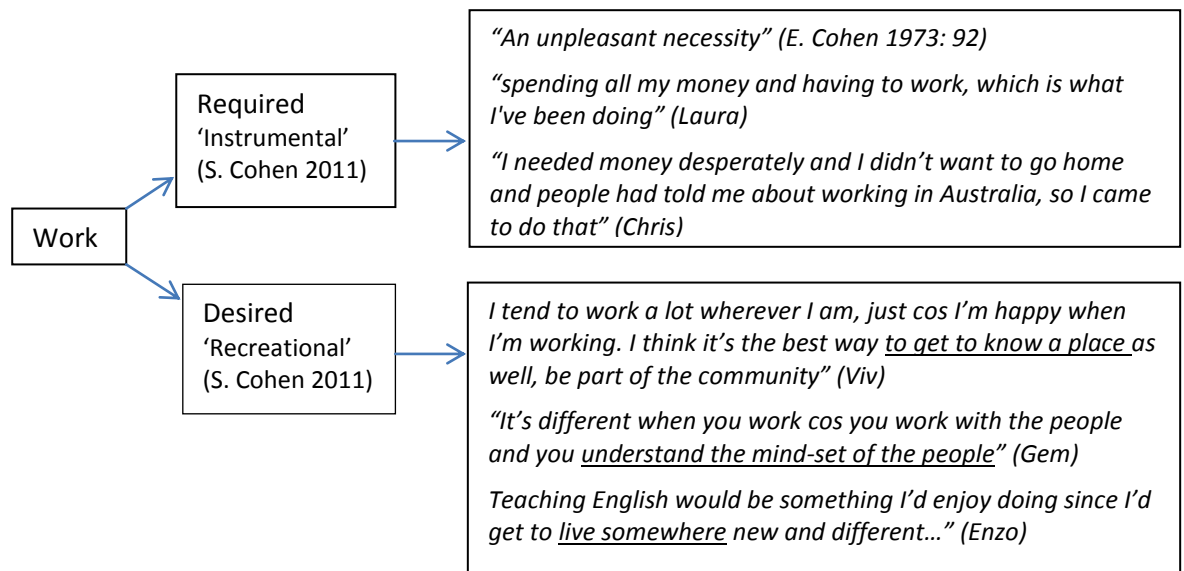 Work
Required
‘Instrumental’
(S. Cohen 2011)
“An unpleasant necessity” (E. Cohen 1973: 92)
“spending all my money and having to work, which is what
I've been doing” (Laura)
“I needed money desperately and I didn’t want to go home
and people had told me about working in Australia, so I came
to do that” (Chris)
Desired
‘Recreational’
(S. Cohen 2011)
I tend to work a lot wherever I am, just cos I’m happy when
I’m working. I think it’s the best way to get to know a place as
well, be part of the community” (Viv)
“It’s different when you work cos you work with the people
and you understand the mind-set of the people” (Gem)
Teaching English would be something I’d enjoy doing since I’d
get to live somewhere new and different…” (Enzo)